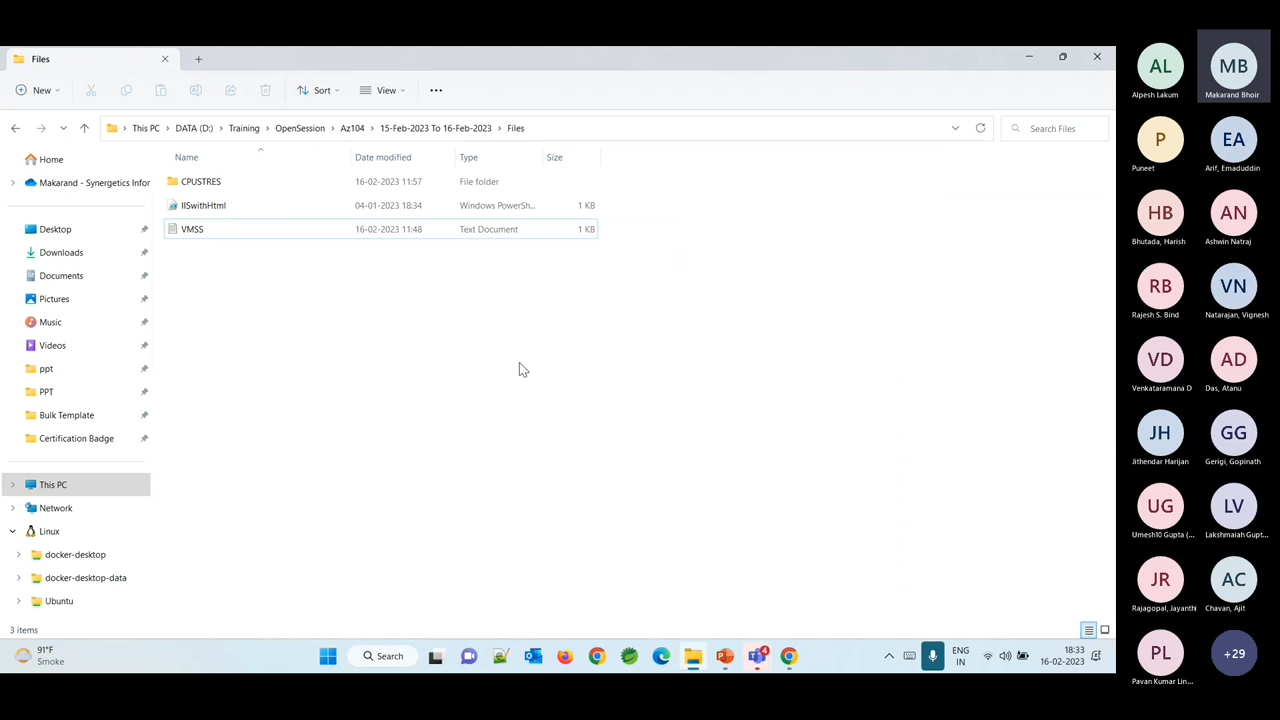 Files
New
Sort
View
This PC
DATA (D:)
Training
OpenSession
Az104
15-Feb-2023 To 16-Feb-2023
Files
Search Files
Home
Makarand - Synergetics Infor
Desktop
Downloads
Documents
Pictures
Music
Videos
ppt
PPT
Bulk Template
Certification Badge
This PC
Network
Linux
docker-desktop
docker-desktop-data
Ubuntu
Name Date modified Type Size
CPUSTRES 16-02-2023 11:57 File folder
IISwithHtml 04-01-2023 18:34 Windows PowerSh... 1 KB
VMSS 16-02-2023 11:48 Text Document 1 KB
3 items
91°F
Smoke
Search
4
ENG
IN
18:33
16-02-2023
AL
Alpesh Lakum
MB
Makarand Bhoir
P
Puneet
EA
Arif, Emaduddin
HB
Bhutada, Harish
AN
Ashwin Natraj
RB
Rajesh S. Bind
VN
Natarajan, Vignesh
VD
Venkataramana D
AD
Das, Atanu
JH
Jithendar Harijan
GG
Gerigi, Gopinath
UG
Umesh10 Gupta (...
LV
Lakshmaiah Gupt...
JR
Rajagopal, Jayanthi
AC
Chavan, Ajit
PL
Pavan Kumar Lin...
+29